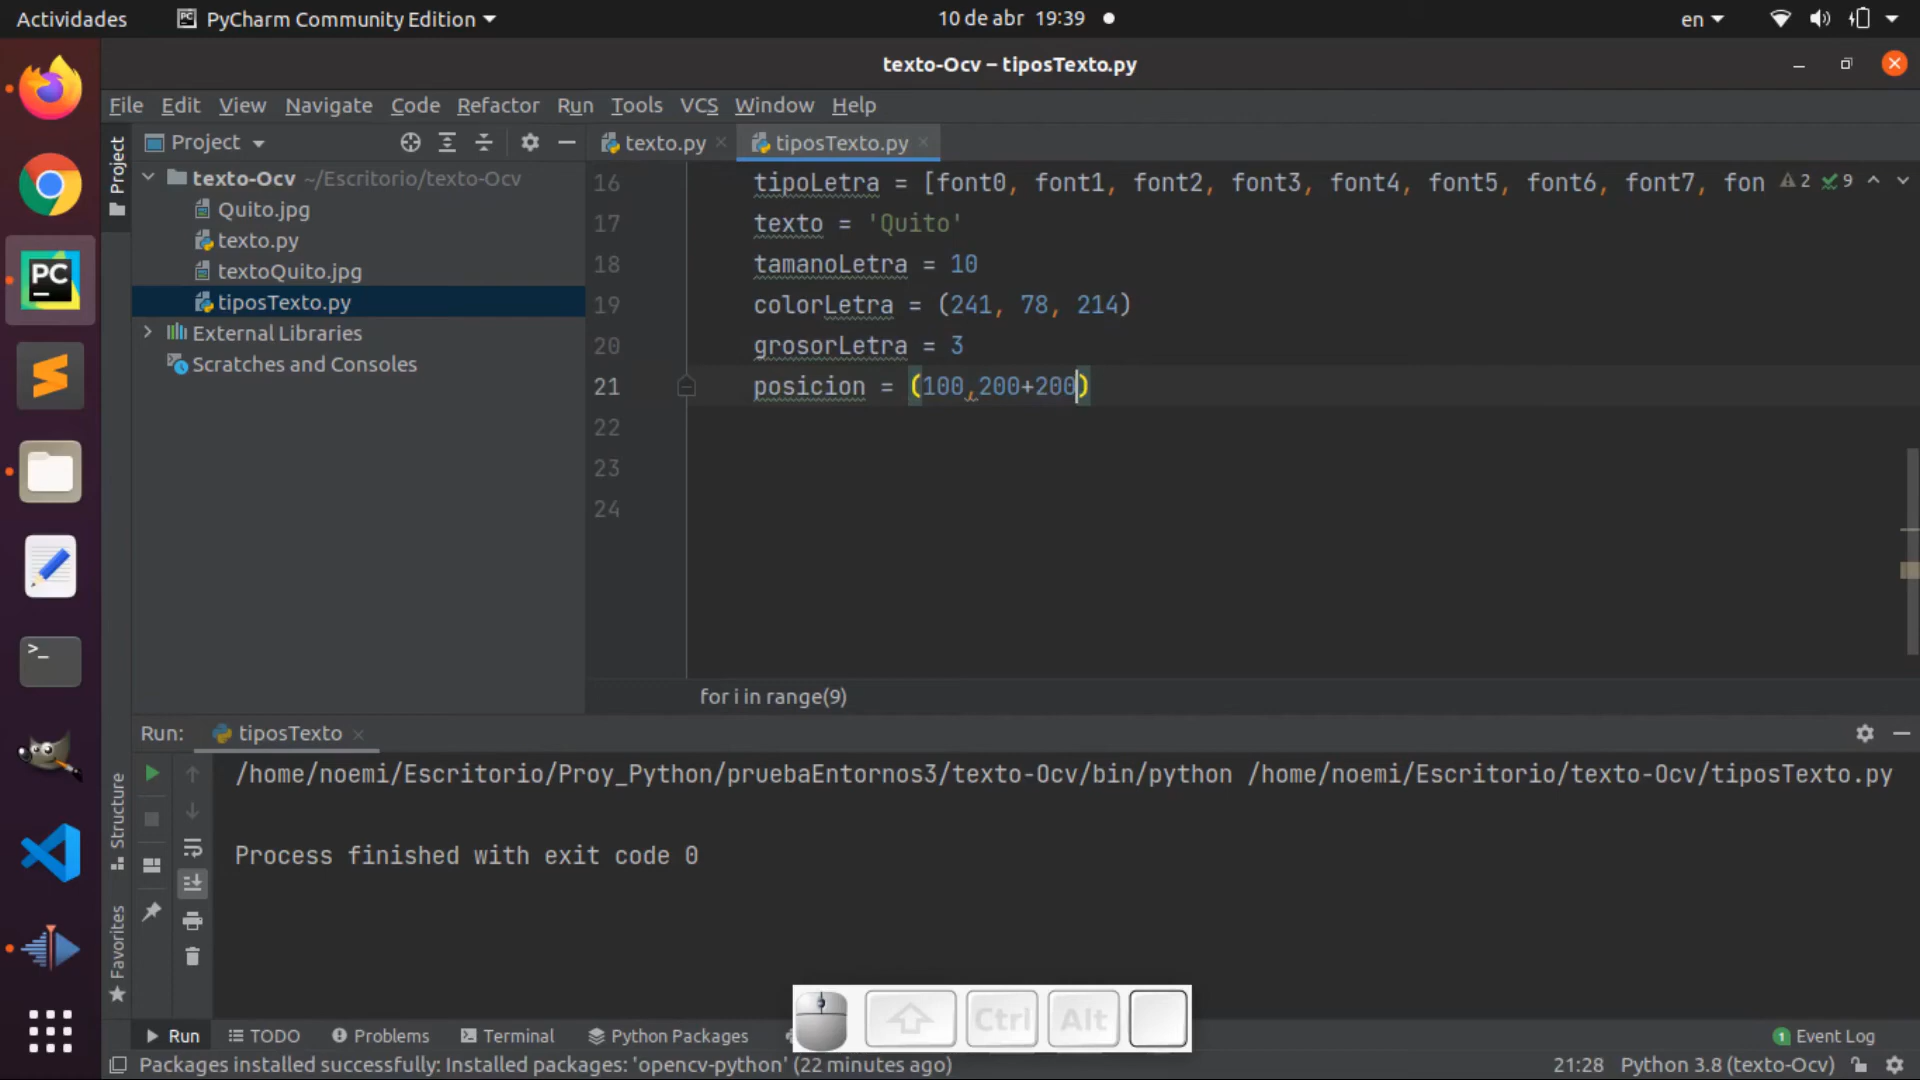 Actividades
PyCharm Community Edition
10 de abr 19:39
en
texto-Ocv – tiposTexto.py
File Edit View Navigate Code Refactor Run Tools VCS Window Help
Project
Project
texto.py
tiposTexto.py
texto-Ocv ~/Escritorio/texto-Ocv
Quito.jpg
texto.py
textoQuito.jpg
tiposTexto.py
External Libraries
Scratches and Consoles
16 tipoLetra = [font0, font1, font2, font3, font4, font5, font6, font7, fon
2 9
17 texto = 'Quito'
18 tamanoLetra = 10
19 colorLetra = (241, 78, 214)
20 grosorLetra = 3
21 posicion = (100,200+200)
22
23
24
for i in range(9)
Run: tiposTexto
/home/noemi/Escritorio/Proy_Python/pruebaEntornos3/texto-Ocv/bin/python /home/noemi/Escritorio/texto-Ocv/tiposTexto.py
Process finished with exit code 0
Structure
Favorites
PC
Ctrl Alt
Run TODO Problems Terminal Python Packages
1 Event Log
Packages installed successfully: Installed packages: 'opencv-python' (22 minutes ago)
21:28 Python 3.8 (texto-Ocv)